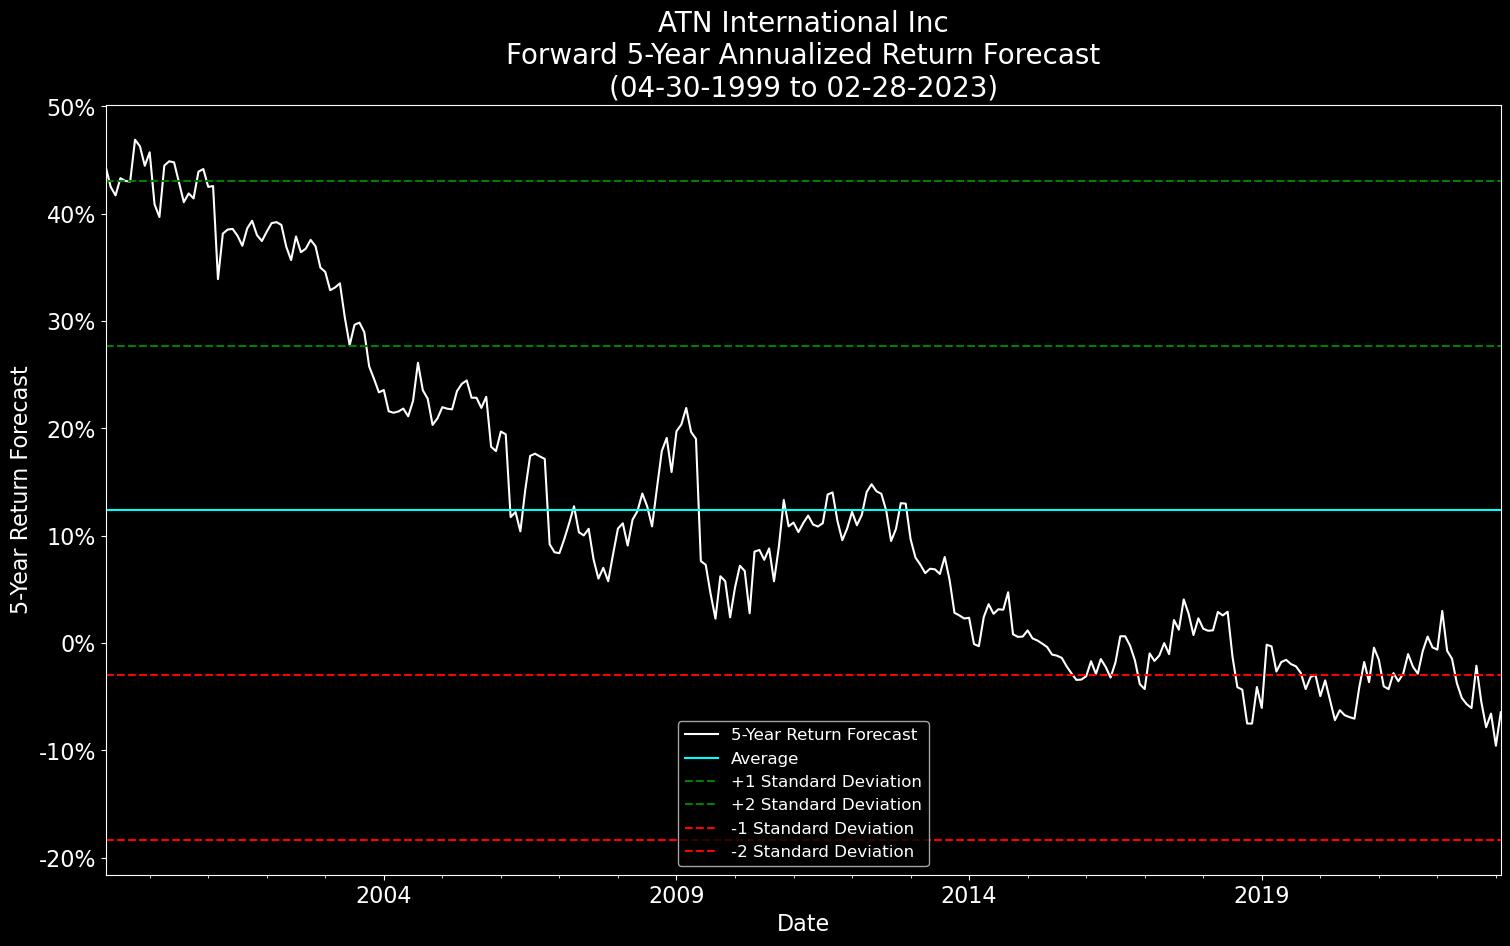 ATN International Inc
Forward 5-Year Annualized Return Forecast
(04-30-1999 to 02-28-2023)
50%
40%
30%
20%
10%
0%
-10%
-20%
5-Year Return Forecast
5-Year Return Forecast
Average
+1 Standard Deviation
+2 Standard Deviation
-1 Standard Deviation
-2 Standard Deviation
2004 2009 2014 2019
Date